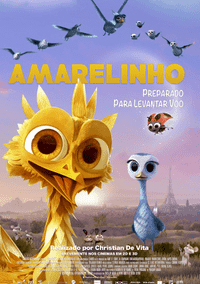 AMARELINHO
PREPARADO
PARA LEVANTAR VOO
Realizado por Christian De Vita
BREVEMENTE NOS CINEMAS EM 2D E 3D